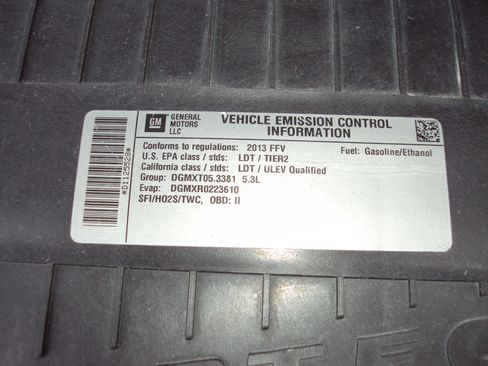 GM
GENERAL MOTORS LLC
VEHICLE EMISSION CONTROL INFORMATION
Conforms to regulations: 2013 FFV Fuel: Gasoline/Ethanol
U.S. EPA class / stds: LDT / TIER2
California class / stds: LDT / ULEV Qualified
Group: DGMXT05.3381 5.3L
Evap: DGMXR0223610
SFI/HO2S/TWC, OBD: II